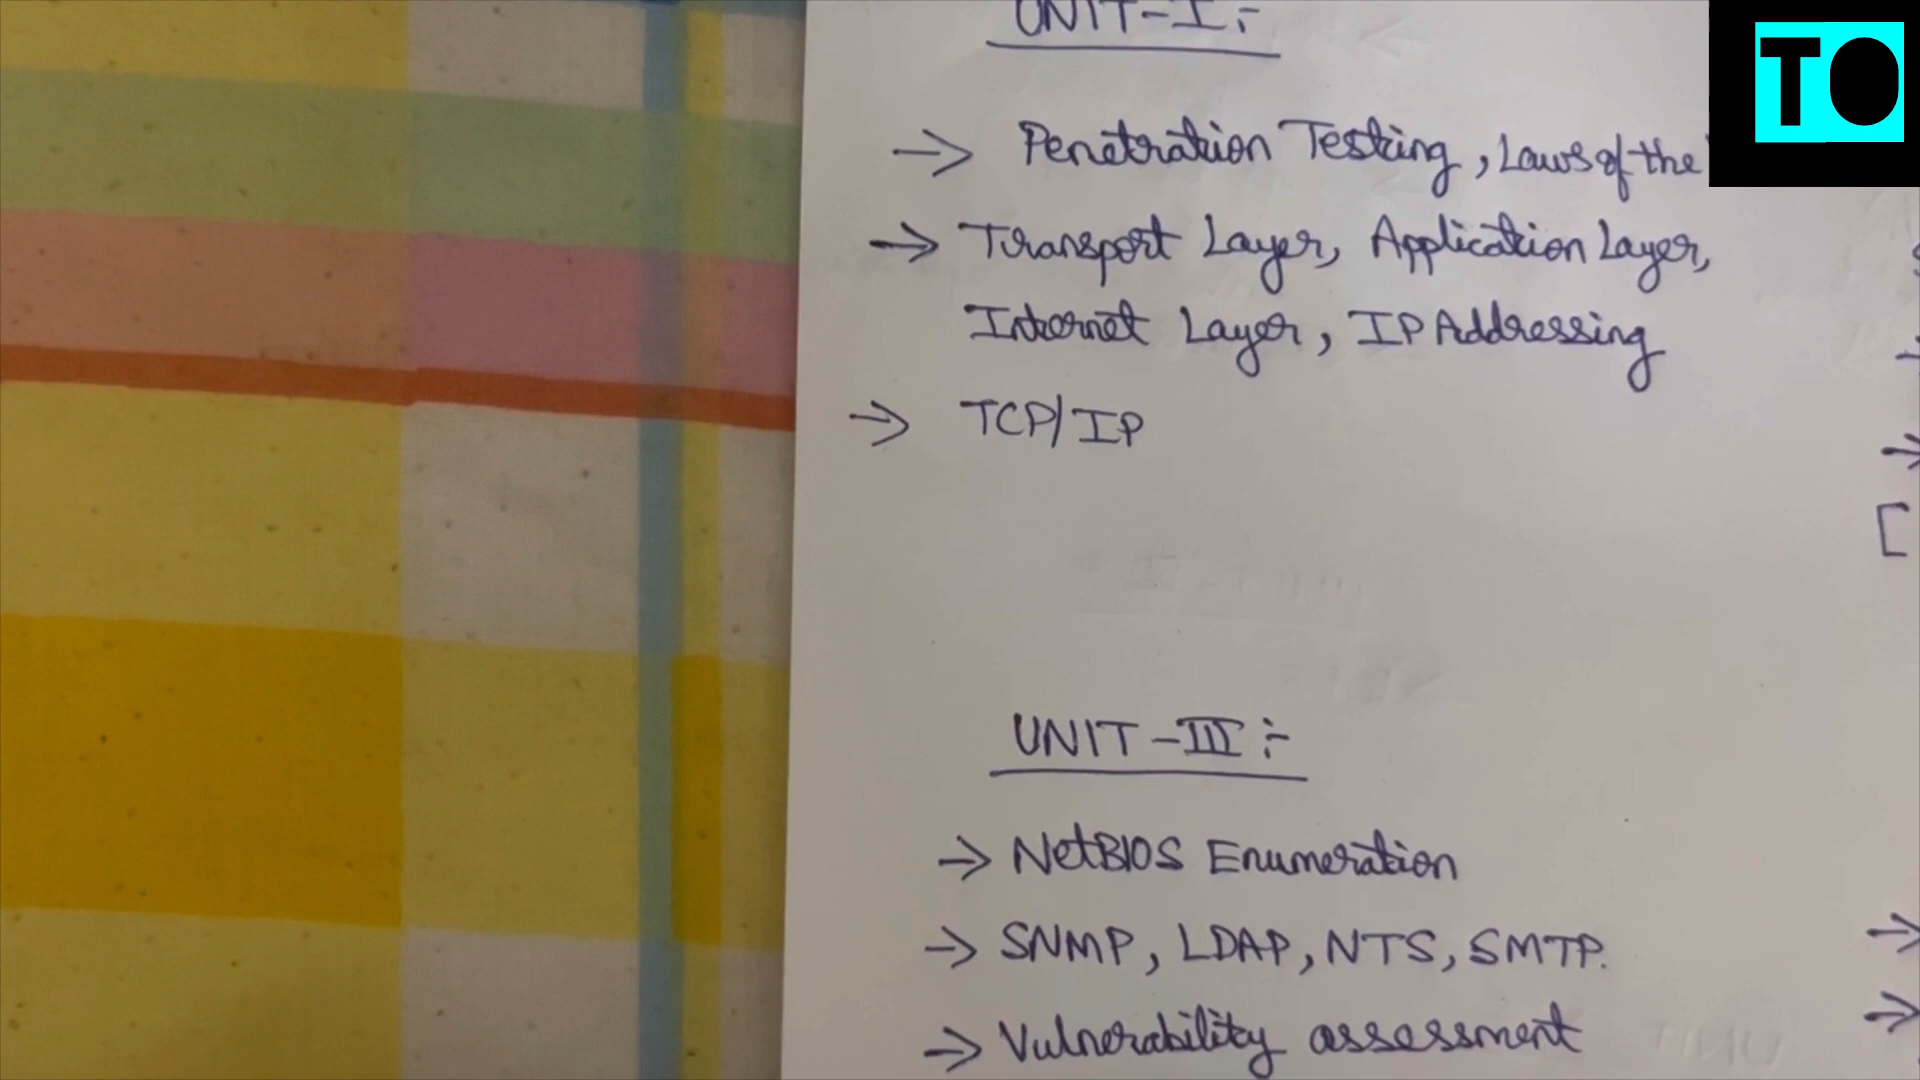 UNIT-I:-
TO
→ Penetration Testing, Laws of the
→ Transport Layer, Application Layer,
Internet Layer, IP Addressing
→ TCP/IP
[
UNIT-III:-
→ NetBIOS Enumeration
→ SNMP, LDAP, NTS, SMTP.
→ Vulnerability assessment